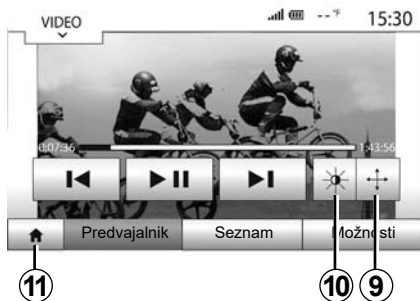 VIDEO
--°F 15:30
0:07:36 1:43:56
Predvajalnik Seznam Možnosti
11 10 9